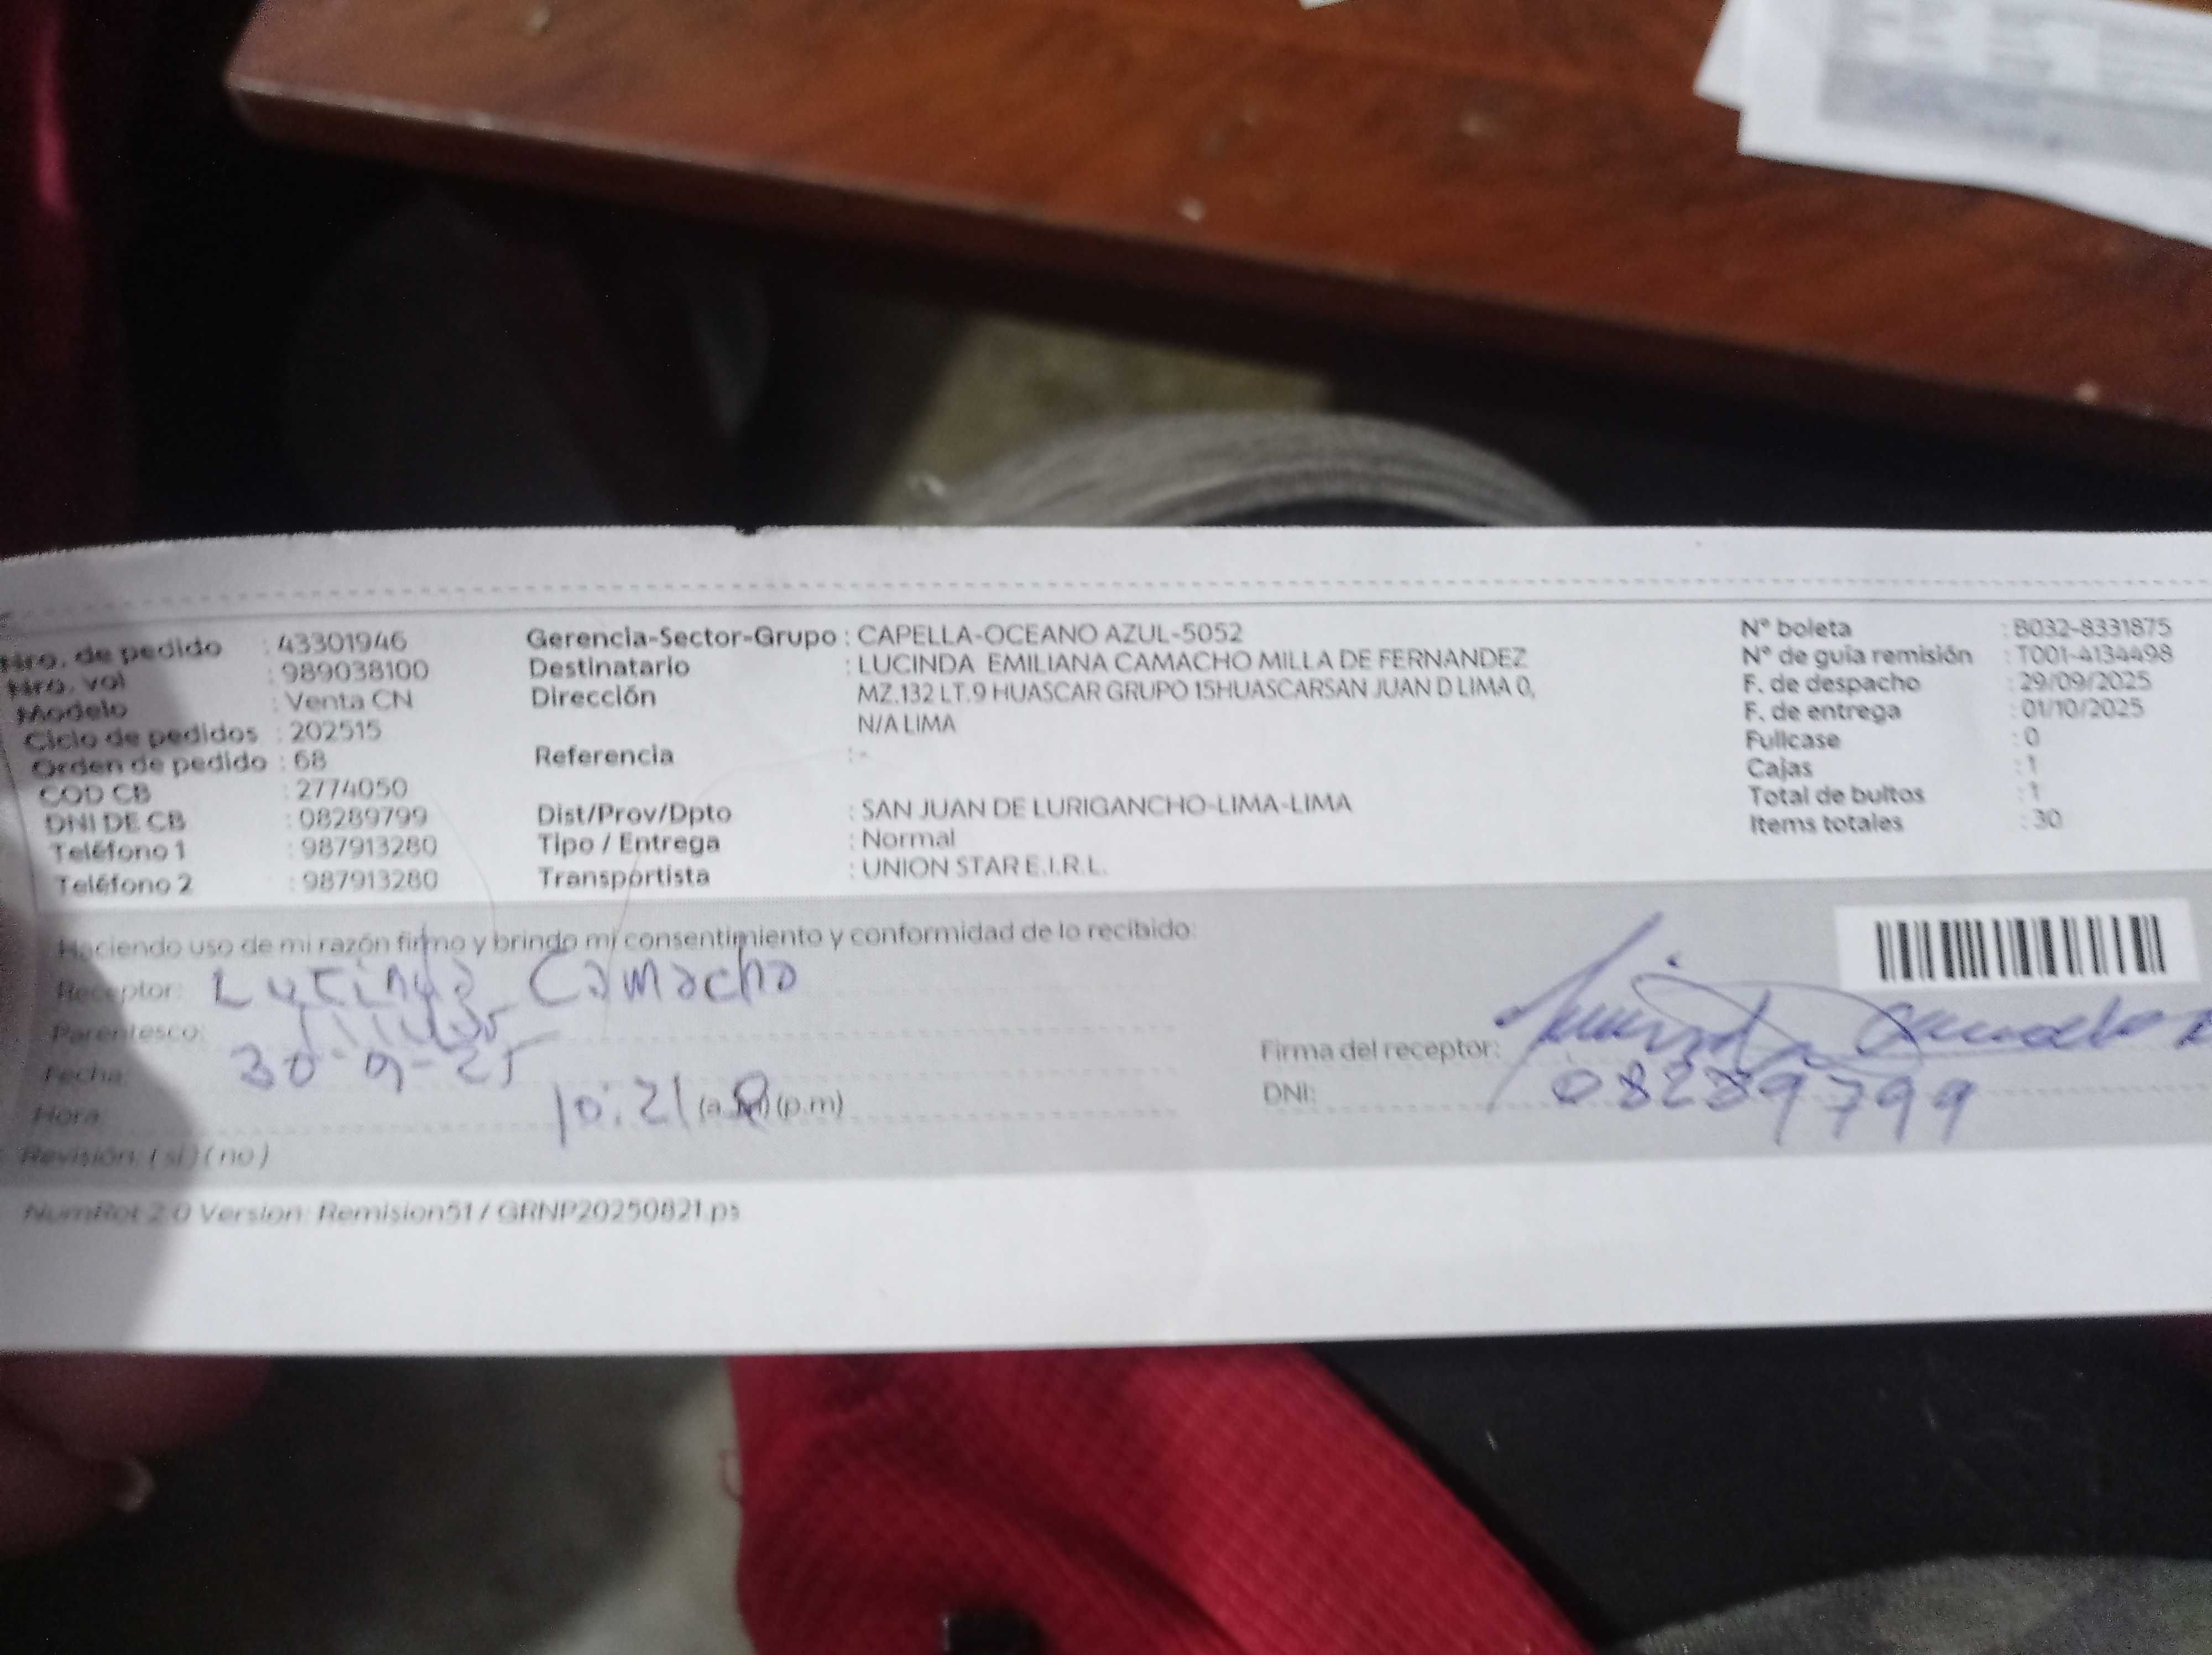 Nro. de pedido : 43301946
Nro. vol : 989038100
Modelo : Venta CN
Ciclo de pedidos : 202515
Orden de pedido : 68
COD CB : 2774050
DNI DE CB : 08289799
Teléfono 1 : 987913280
Teléfono 2 : 987913280
Gerencia-Sector-Grupo : CAPELLA-OCEANO AZUL-5052
Destinatario : LUCINDA EMILIANA CAMACHO MILLA DE FERNANDEZ
Dirección MZ.132 LT.9 HUASCAR GRUPO 15HUASCARSAN JUAN D LIMA 0,
N/A LIMA
Referencia : -
Dist/Prov/Dpto : SAN JUAN DE LURIGANCHO-LIMA-LIMA
Tipo / Entrega : Normal
Transportista : UNION STAR E.I.R.L.
Nº boleta : B032-8331875
Nº de guía remisión : T001-4134498
F. de despacho : 29/09/2025
F. de entrega : 01/10/2025
Fullcase : 0
Cajas : 1
Total de bultos : 1
Items totales : 30
Haciendo uso de mi razón firmo y brindo mi consentimiento y conformidad de lo recibido:
Receptor: Lucinda Camacho
Parentesco:
Fecha: 30-9-25
Hora: 10:21 (a.m) (p.m)
Revisión: ( si ) ( no )
Firma del receptor: Lucinda Camacho
DNI: 08289799
NumRot 2.0 Version: Remision51 / GRNP20250821.ps